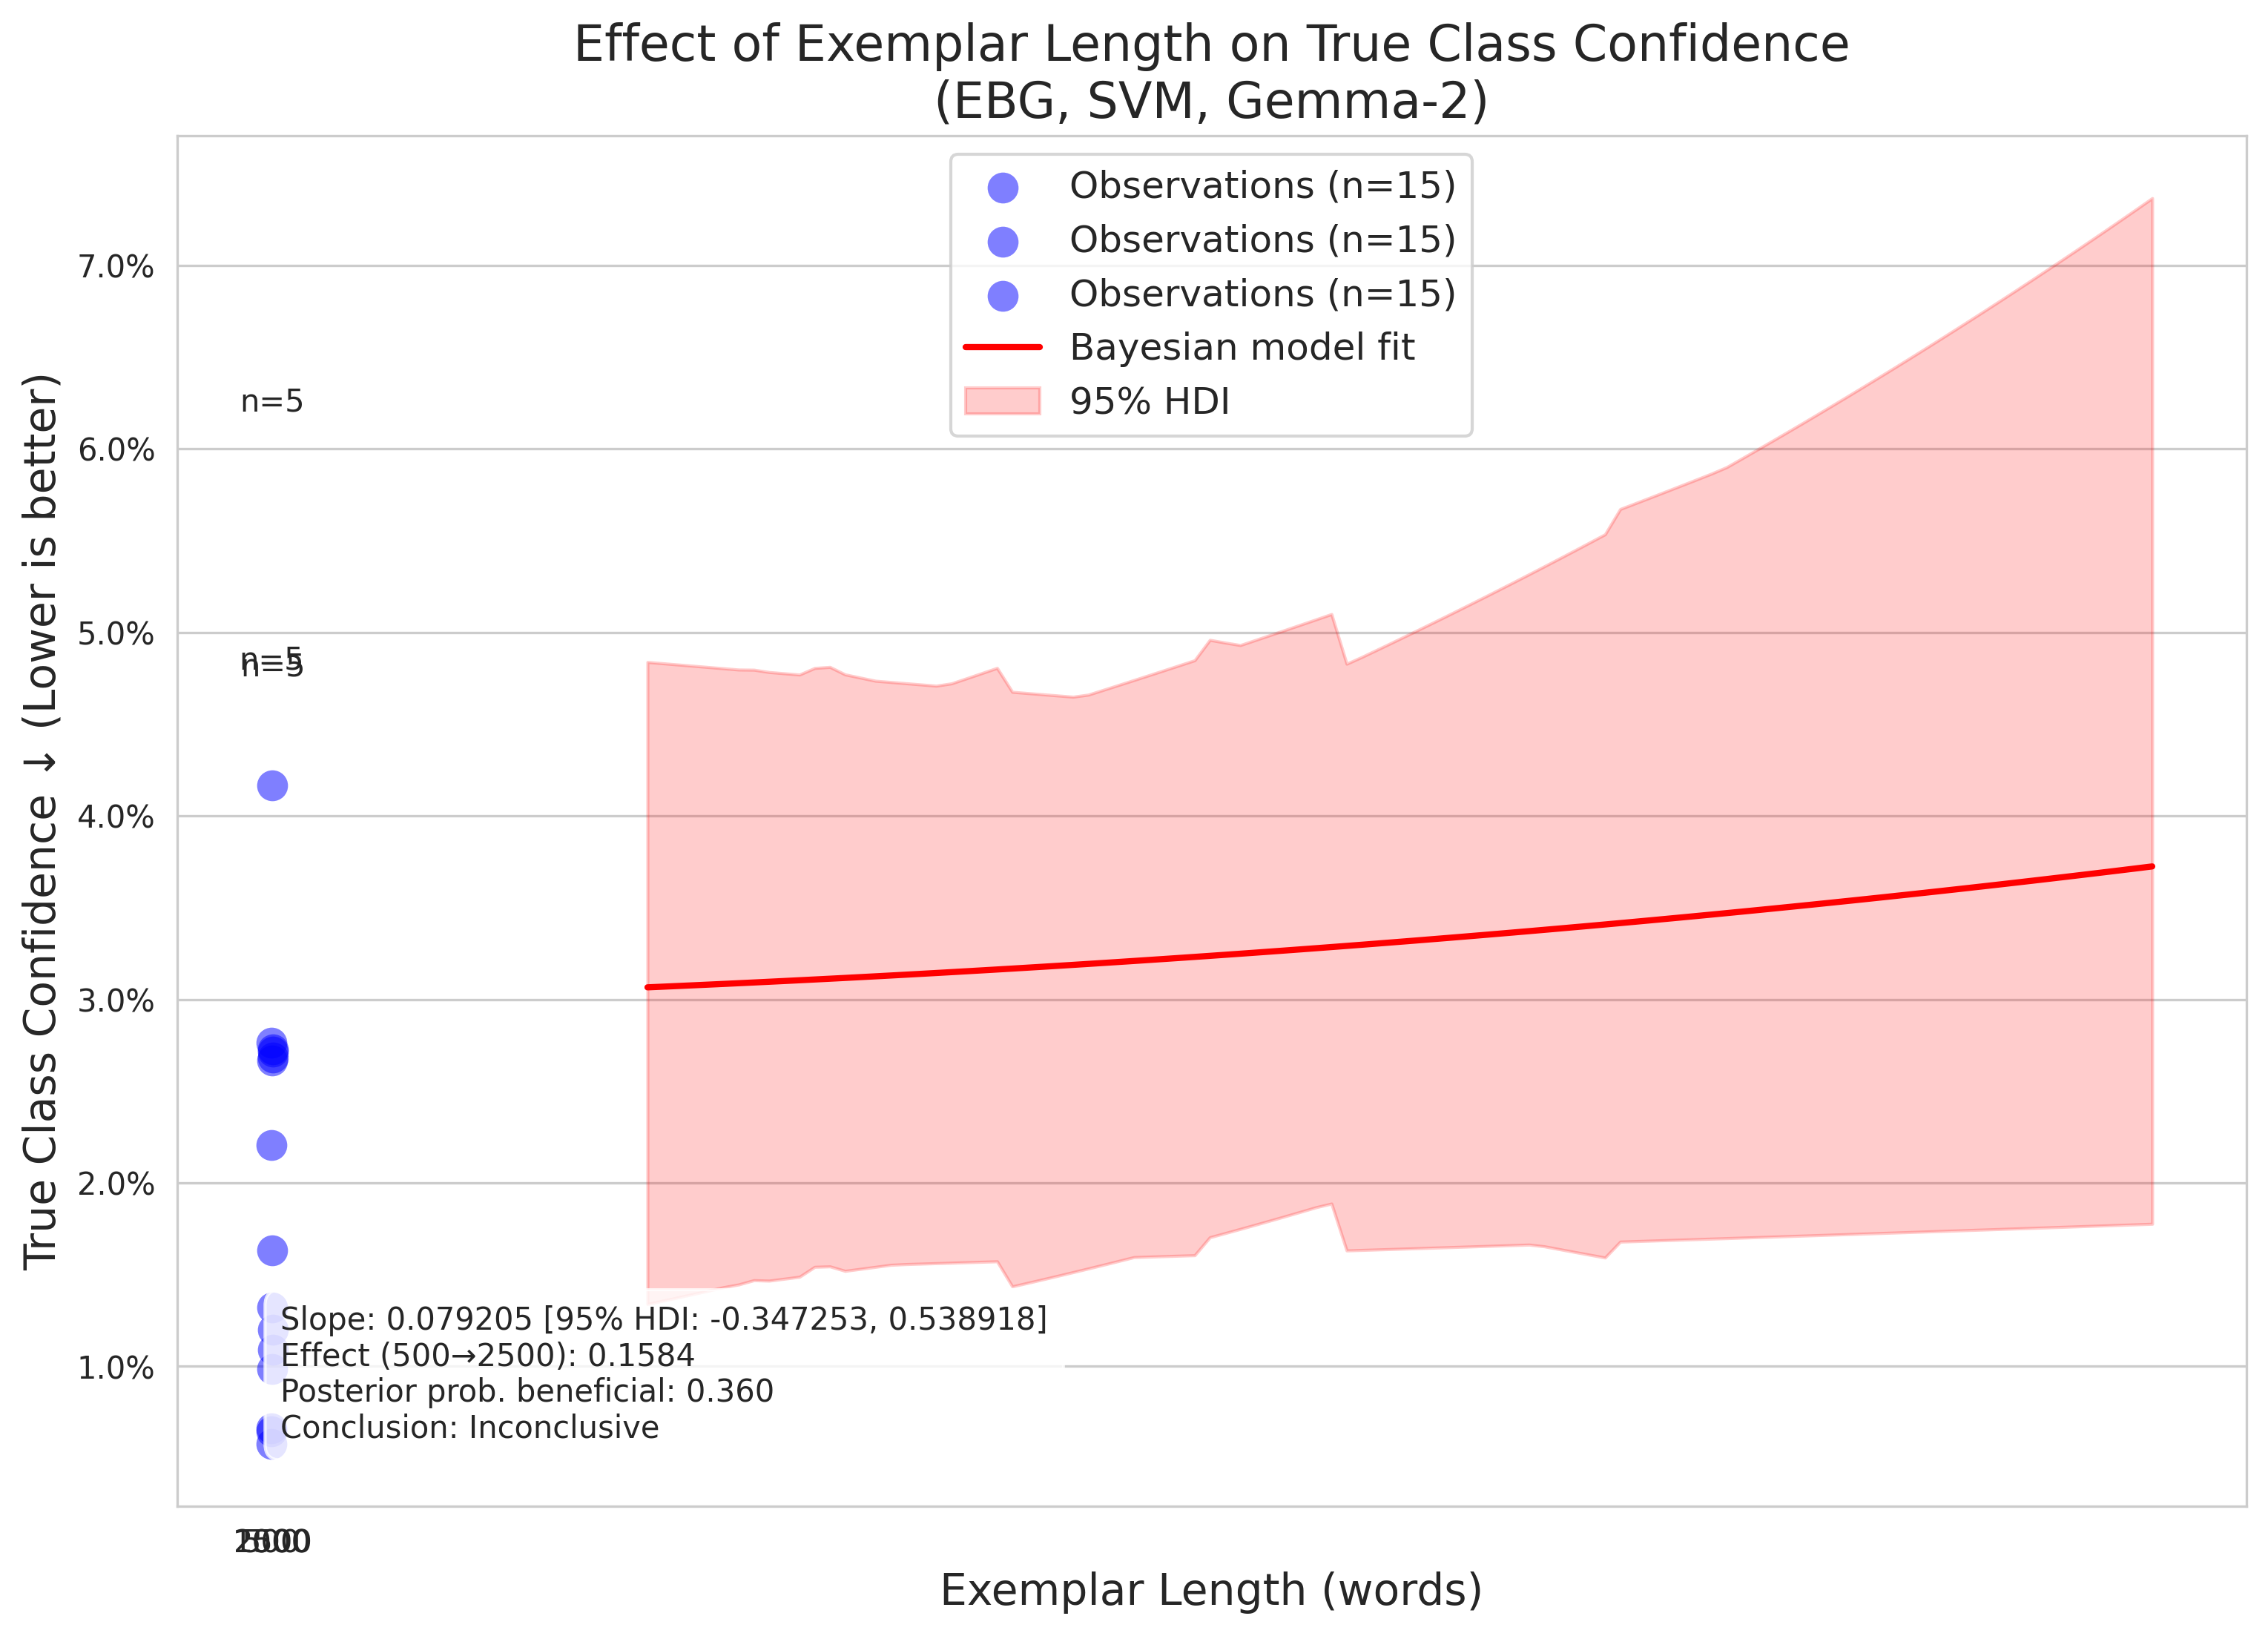 Effect of Exemplar Length on True Class Confidence
(EBG, SVM, Gemma-2)
True Class Confidence ↓ (Lower is better)
7.0%
6.0%
5.0%
4.0%
3.0%
2.0%
1.0%
Observations (n=15)
Observations (n=15)
Observations (n=15)
Bayesian model fit
95% HDI
n=5
n=5
n=5
Slope: 0.079205 [95% HDI: -0.347253, 0.538918]
Effect (500→2500): 0.1584
Posterior prob. beneficial: 0.360
Conclusion: Inconclusive
Exemplar Length (words)